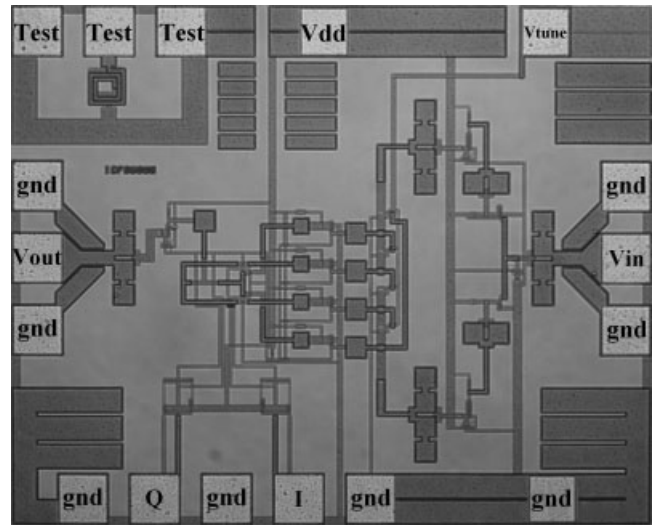 Test Test Test Vdd Vtune
gnd gnd
Vout Vin
gnd gnd
gnd Q gnd I gnd gnd